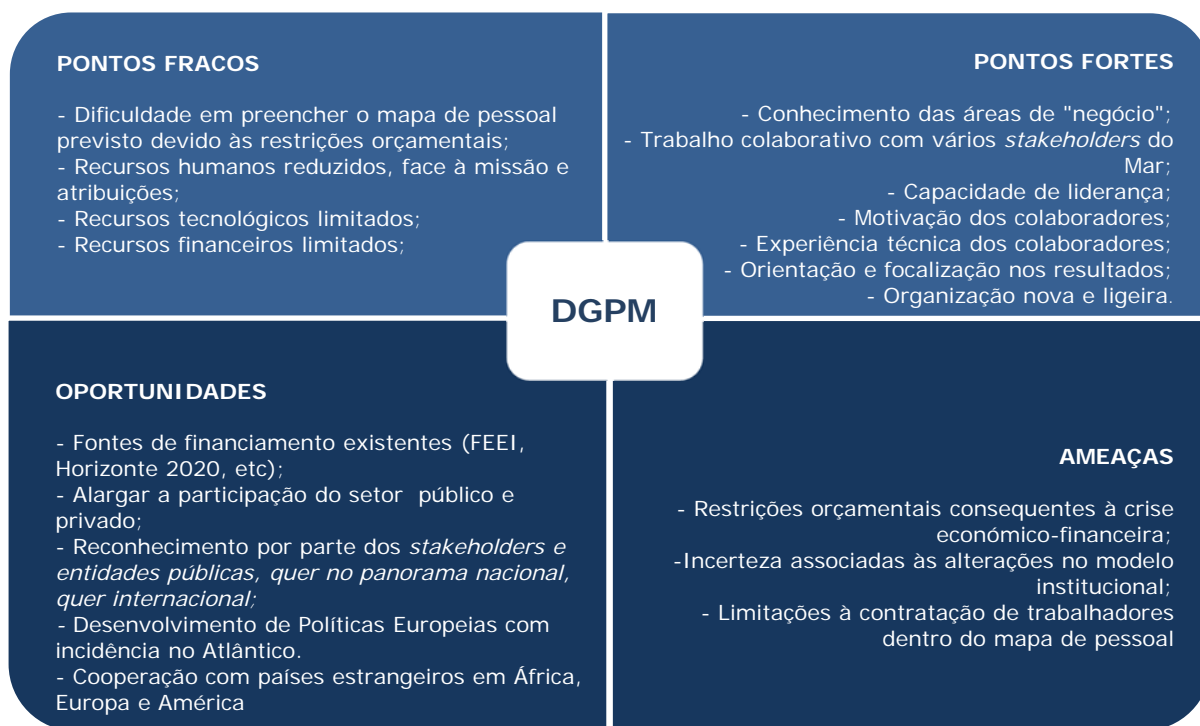 PONTOS FRACOS
- Dificuldade em preencher o mapa de pessoal
previsto devido às restrições orçamentais;
- Recursos humanos reduzidos, face à missão e
atribuições;
- Recursos tecnológicos limitados;
- Recursos financeiros limitados;
PONTOS FORTES
- Conhecimento das áreas de "negócio";
- Trabalho colaborativo com vários stakeholders do
Mar;
- Capacidade de liderança;
- Motivação dos colaboradores;
- Experiência técnica dos colaboradores;
- Orientação e focalização nos resultados;
- Organização nova e ligeira.
DGPM
OPORTUNIDADES
- Fontes de financiamento existentes (FEEI,
Horizonte 2020, etc);
- Alargar a participação do setor público e
privado;
- Reconhecimento por parte dos stakeholders e
entidades públicas, quer no panorama nacional,
quer internacional;
- Desenvolvimento de Políticas Europeias com
incidência no Atlântico.
- Cooperação com países estrangeiros em África,
Europa e América
AMEAÇAS
- Restrições orçamentais consequentes à crise
económico-financeira;
-Incerteza associadas às alterações no modelo
institucional;
- Limitações à contratação de trabalhadores
dentro do mapa de pessoal